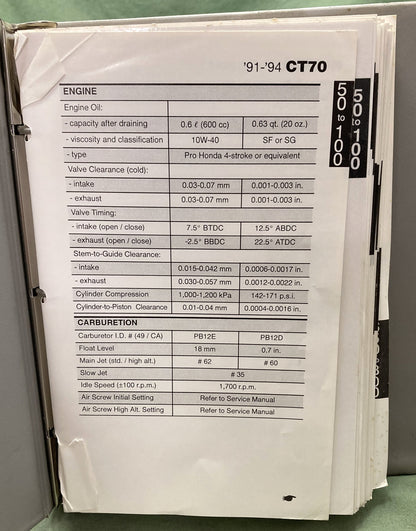 '91-'94 CT70
50 to 100
50 to 100
ENGINE
Engine Oil:
- capacity after draining 0.6 ℓ (600 cc) 0.63 qt. (20 oz.)
- viscosity and classification 10W-40 SF or SG
- type Pro Honda 4-stroke or equivalent
Valve Clearance (cold):
- intake 0.03-0.07 mm 0.001-0.003 in.
- exhaust 0.03-0.07 mm 0.001-0.003 in.
Valve Timing:
- intake (open / close) 7.5° BTDC 12.5° ABDC
- exhaust (open / close) -2.5° BBDC 22.5° ATDC
Stem-to-Guide Clearance:
- intake 0.015-0.042 mm 0.0006-0.0017 in.
- exhaust 0.030-0.057 mm 0.0012-0.0022 in.
Cylinder Compression 1,000-1,200 kPa 142-171 p.s.i.
Cylinder-to-Piston Clearance 0.01-0.04 mm 0.0004-0.0016 in.
CARBURETION
Carburetor I.D. # (49 / CA) PB12E PB12D
Float Level 18 mm 0.7 in.
Main Jet (std. / high alt.) # 62 # 60
Slow Jet # 35
Idle Speed (±100 r.p.m.) 1,700 r.p.m.
Air Screw Initial Setting Refer to Service Manual
Air Screw High Alt. Setting Refer to Service Manual